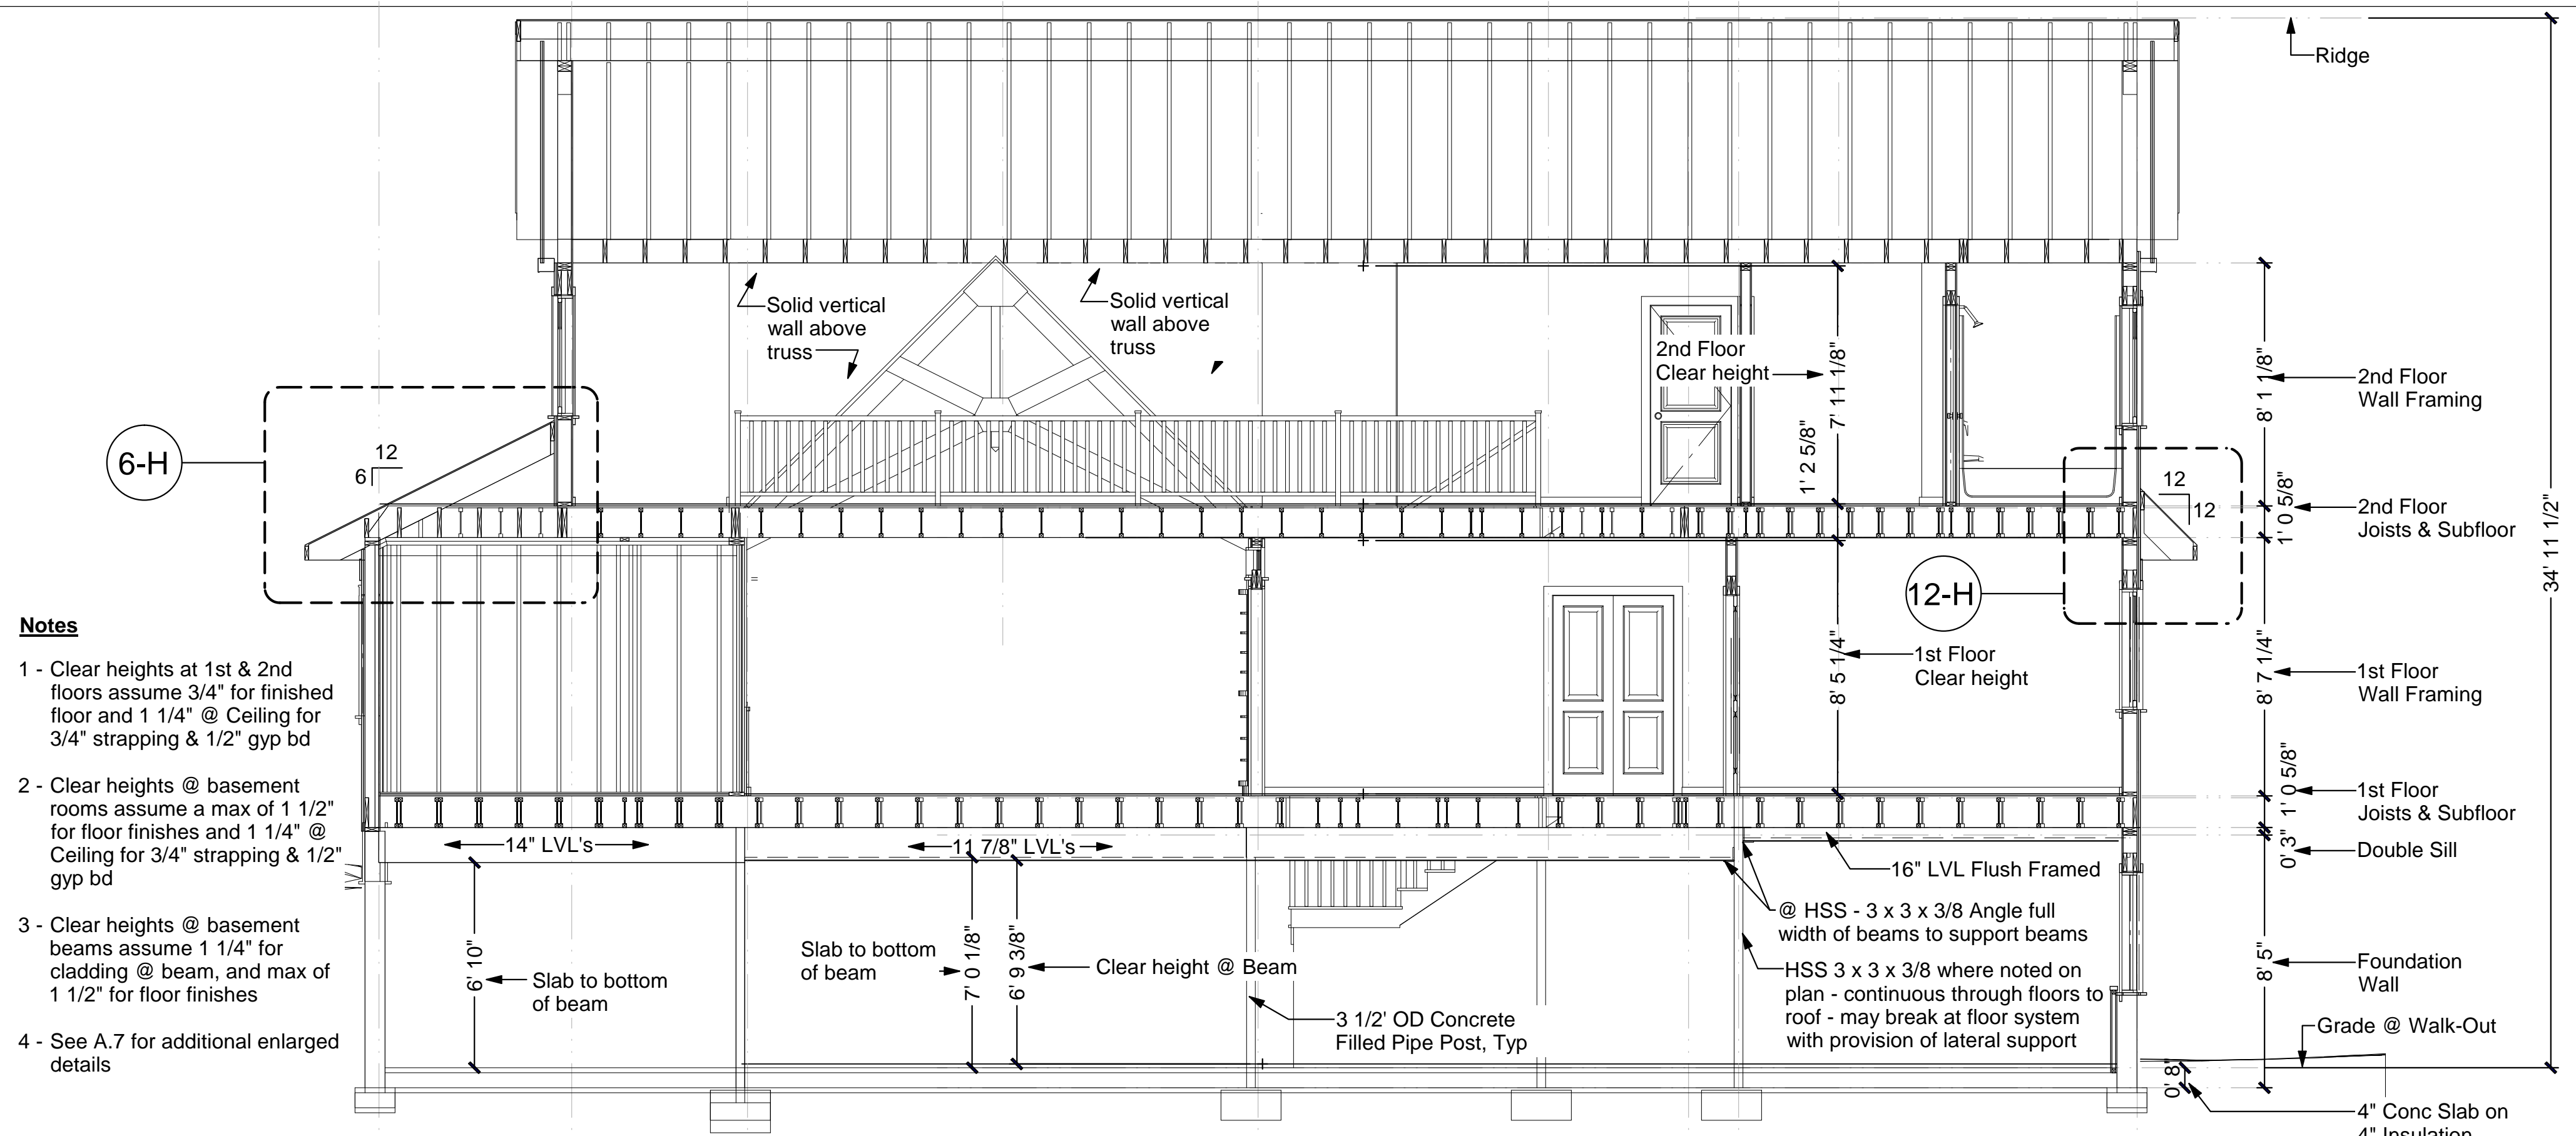 Ridge
Solid vertical
wall above
truss
Solid vertical
wall above
truss
2nd Floor
Clear height
7' 11 1/8"
1' 2 5/8"
8' 1 1/8"
2nd Floor
Wall Framing
6-H
12
6
12
12
1' 0 5/8"
2nd Floor
Joists & Subfloor
34' 11 1/2"
12-H
8' 5 1/4"
1st Floor
Clear height
8' 7 1/4"
1st Floor
Wall Framing
Notes
1 - Clear heights at 1st & 2nd
floors assume 3/4" for finished
floor and 1 1/4" @ Ceiling for
3/4" strapping & 1/2" gyp bd
2 - Clear heights @ basement
rooms assume a max of 1 1/2"
for floor finishes and 1 1/4" @
Ceiling for 3/4" strapping & 1/2"
gyp bd
3 - Clear heights @ basement
beams assume 1 1/4" for
cladding @ beam, and max of
1 1/2" for floor finishes
4 - See A.7 for additional enlarged
details
1' 0 5/8"
1st Floor
Joists & Subfloor
14" LVL's
11 7/8" LVL's
0' 3"
Double Sill
16" LVL Flush Framed
@ HSS - 3 x 3 x 3/8 Angle full
width of beams to support beams
6' 10"
Slab to bottom
of beam
Slab to bottom
of beam
7' 0 1/8"
6' 9 3/8"
Clear height @ Beam
HSS 3 x 3 x 3/8 where noted on
plan - continuous through floors to
roof - may break at floor system
with provision of lateral support
8' 5"
Foundation
Wall
3 1/2' OD Concrete
Filled Pipe Post, Typ
Grade @ Walk-Out
0' 8"
4" Conc Slab on
4" Insulation